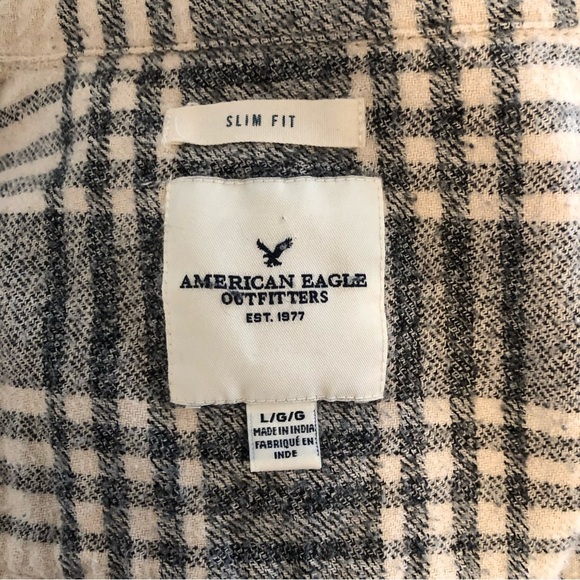 SLIM FIT
AMERICAN EAGLE
OUTFITTERS
EST. 1977
L/G/G
MADE IN INDIA
FABRIQUÉ EN
INDE